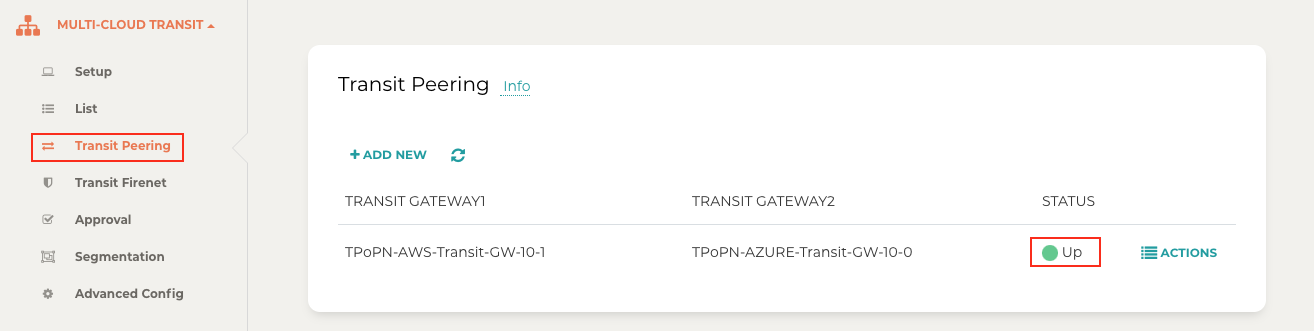 MULTI-CLOUD TRANSIT
Setup
List
Transit Peering
Transit Firenet
Approval
Segmentation
Advanced Config
Transit Peering Info
+ ADD NEW
TRANSIT GATEWAY1 TRANSIT GATEWAY2 STATUS
TPoPN-AWS-Transit-GW-10-1 TPoPN-AZURE-Transit-GW-10-0 Up ACTIONS